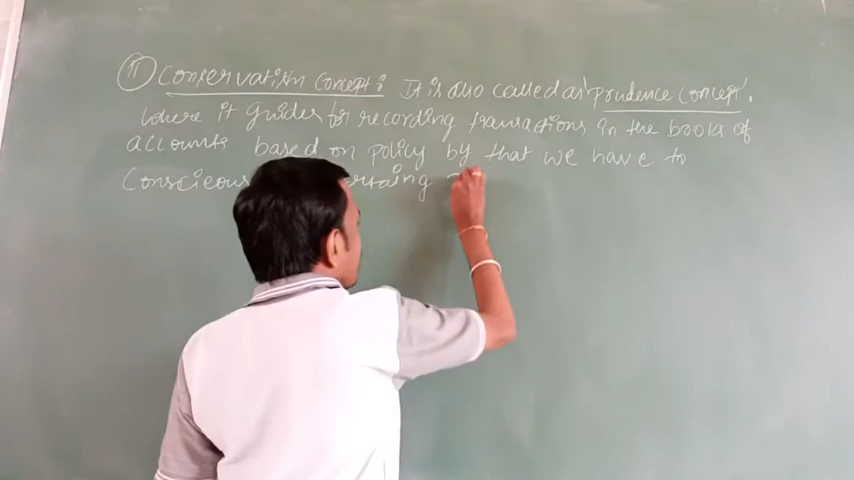 11 Conservatism Concept: It is also called as 'prudence Concept'.
Where it guides for recording transactions in the books of
accounts based on policy by that we have to